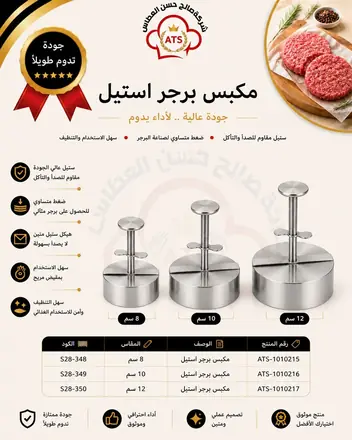 شركة صالح حسن العطاس
ATS
جودة
تدوم طويلاً
مكبس برجر استيل
جودة عالية .. لأداء يدوم
ستيل مقاوم للصدأ والتآكل • ضغط متساوي لصناعة البرجر • سهل الاستخدام والتنظيف
ستيل عالي الجودة
مقاوم للصدأ والتآكل
ضغط متساوي
للحصول على برجر مثالي
هيكل ستيل متين
لا يصدأ بسهولة
سهل الاستخدام
بمقبض مريح
سهل التنظيف
وآمن للاستخدام الغذائي
8 سم
10 سم
12 سم
رقم المنتج الوصف المقاس الكود
ATS-1010215 مكبس برجر استيل 8 سم S28-348
ATS-1010216 مكبس برجر استيل 10 سم S28-349
ATS-1010217 مكبس برجر استيل 12 سم S28-350
منتج موثوق
اختيارك الأفضل
تصميم عملي
ومتين
أداء احترافي
وموثوق
جودة ممتازة
تدوم طويلاً